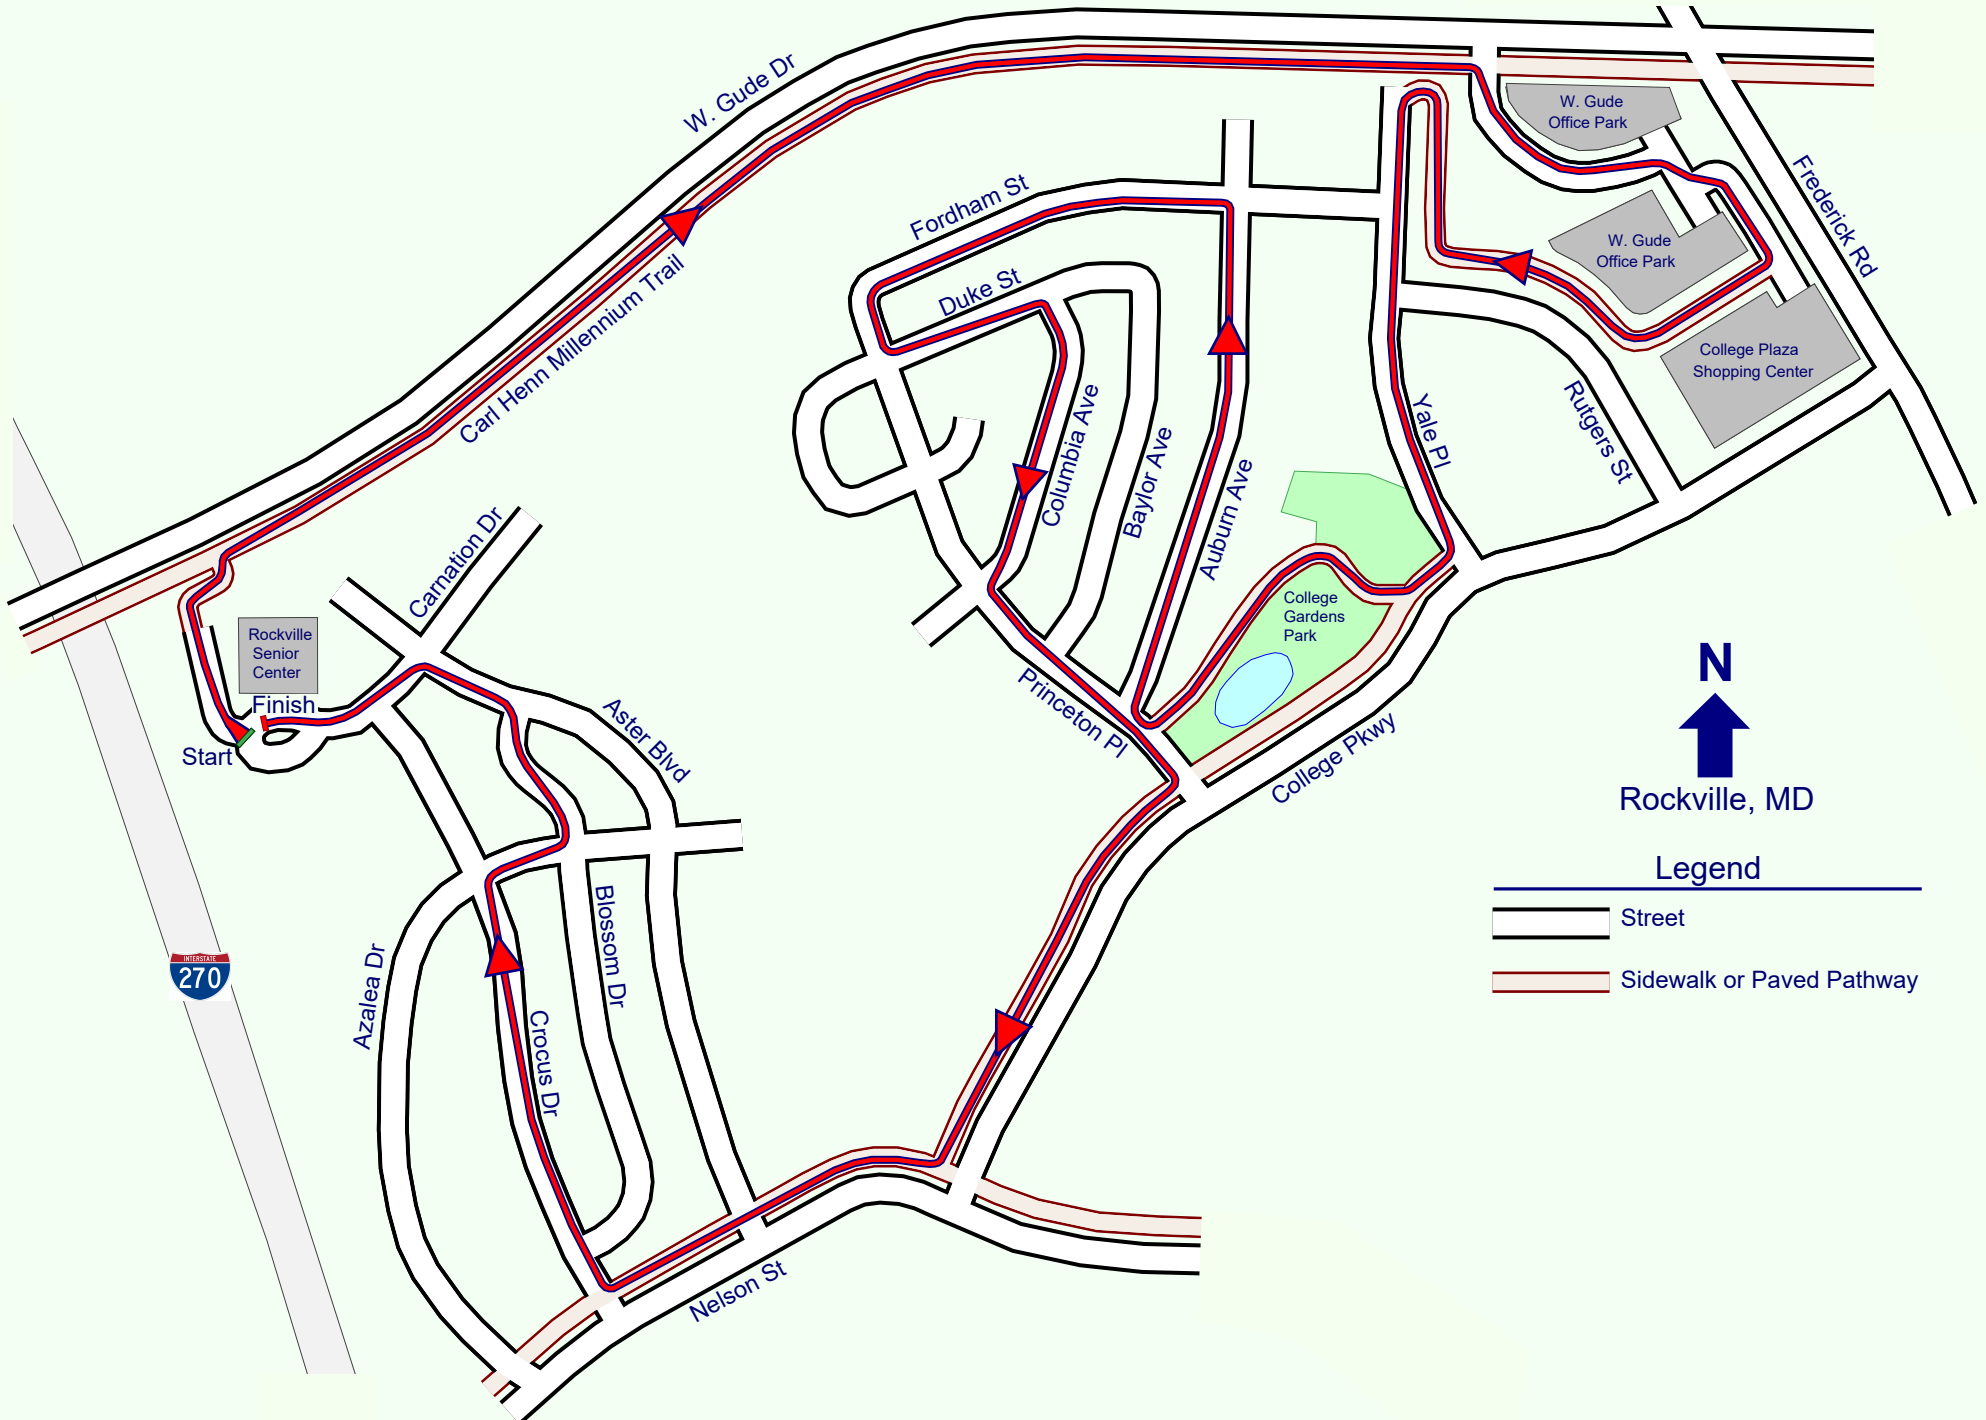 W. Gude Dr
Carl Henn Millennium Trail
W. Gude
Office Park
Frederick Rd
Fordham St
Duke St
W. Gude
Office Park
College Plaza
Shopping Center
Columbia Ave
Baylor Ave
Auburn Ave
Yale Pl
Rutgers St
Carnation Dr
College
Gardens
Park
Rockville
Senior
Center
Finish
Start
Aster Blvd
Princeton Pl
College Pkwy
N
Rockville, MD
Legend
Street
Sidewalk or Paved Pathway
INTERSTATE
270
Azalea Dr
Blossom Dr
Crocus Dr
Nelson St